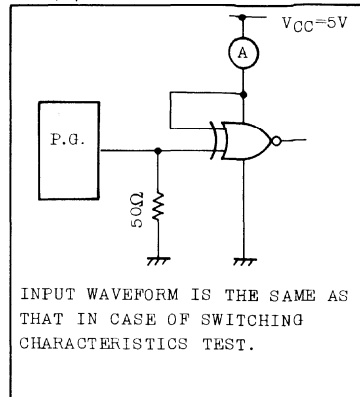 VCC=5V
A
P.G.
50Ω
INPUT WAVEFORM IS THE SAME AS
THAT IN CASE OF SWITCHING
CHARACTERISTICS TEST.